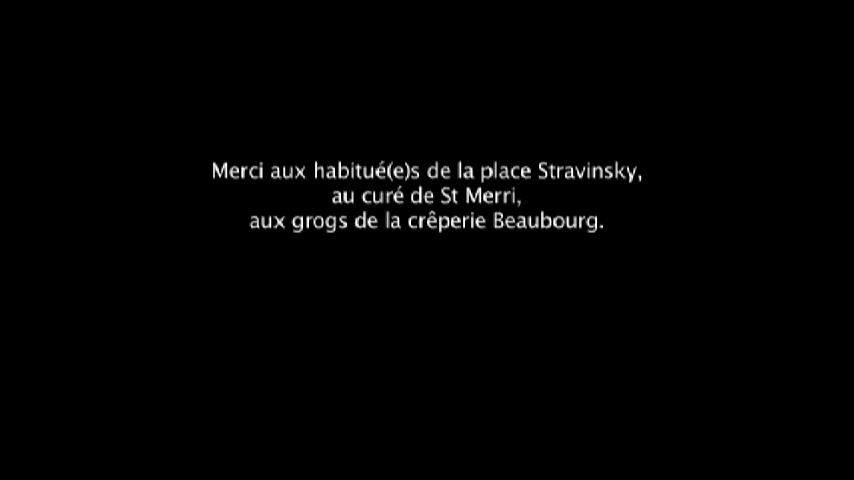 Merci aux habitué(e)s de la place Stravinsky,
au curé de St Merri,
aux grogs de la crêperie Beaubourg.